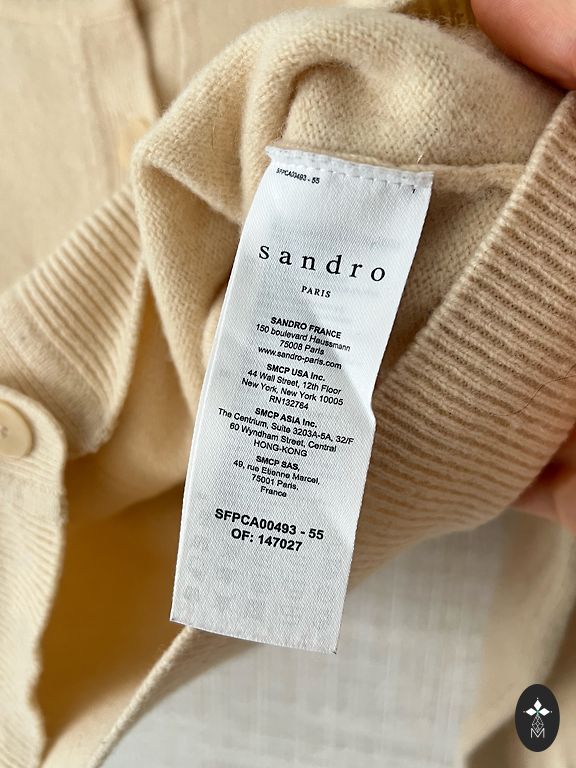 SFPCA00493 - 55
sandro
PARIS
SANDRO FRANCE
150 boulevard Haussmann
75008 Paris
www.sandro-paris.com
SMCP USA Inc.
44 Wall Street, 12th Floor
New York, New York 10005
RN132784
SMCP ASIA Inc.
The Centrium, Suite 3203A-5A, 32/F
60 Wyndham Street, Central
HONG-KONG
SMCP SAS,
49, rue Etienne Marcel,
75001 Paris,
France
SFPCA00493 - 55
OF: 147027
M